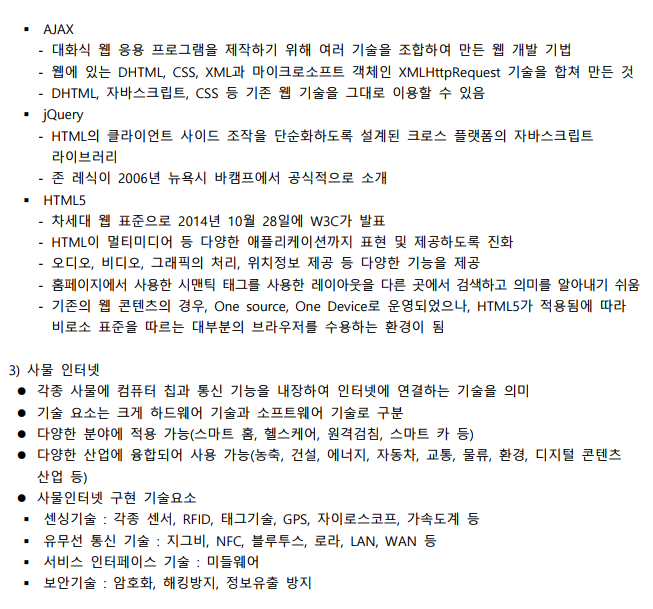 ▪ AJAX
- 대화식 웹 응용 프로그램을 제작하기 위해 여러 기술을 조합하여 만든 웹 개발 기법
- 웹에 있는 DHTML, CSS, XML과 마이크로소프트 객체인 XMLHttpRequest 기술을 합쳐 만든 것
- DHTML, 자바스크립트, CSS 등 기존 웹 기술을 그대로 이용할 수 있음
▪ jQuery
- HTML의 클라이언트 사이드 조작을 단순화하도록 설계된 크로스 플랫폼의 자바스크립트
라이브러리
- 존 레식이 2006년 뉴욕시 바캠프에서 공식적으로 소개
▪ HTML5
- 차세대 웹 표준으로 2014년 10월 28일에 W3C가 발표
- HTML이 멀티미디어 등 다양한 애플리케이션까지 표현 및 제공하도록 진화
- 오디오, 비디오, 그래픽의 처리, 위치정보 제공 등 다양한 기능을 제공
- 홈페이지에서 사용한 시맨틱 태그를 사용한 레이아웃을 다른 곳에서 검색하고 의미를 알아내기 쉬움
- 기존의 웹 콘텐츠의 경우, One source, One Device로 운영되었으나, HTML5가 적용됨에 따라
비로소 표준을 따르는 대부분의 브라우저를 수용하는 환경이 됨
3) 사물 인터넷
● 각종 사물에 컴퓨터 칩과 통신 기능을 내장하여 인터넷에 연결하는 기술을 의미
● 기술 요소는 크게 하드웨어 기술과 소프트웨어 기술로 구분
● 다양한 분야에 적용 가능(스마트 홈, 헬스케어, 원격검침, 스마트 카 등)
● 다양한 산업에 융합되어 사용 가능(농축, 건설, 에너지, 자동차, 교통, 물류, 환경, 디지털 콘텐츠
산업 등)
● 사물인터넷 구현 기술요소
▪ 센싱기술 : 각종 센서, RFID, 태그기술, GPS, 자이로스코프, 가속도계 등
▪ 유무선 통신 기술 : 지그비, NFC, 블루투스, 로라, LAN, WAN 등
▪ 서비스 인터페이스 기술 : 미들웨어
▪ 보안기술 : 암호화, 해킹방지, 정보유출 방지